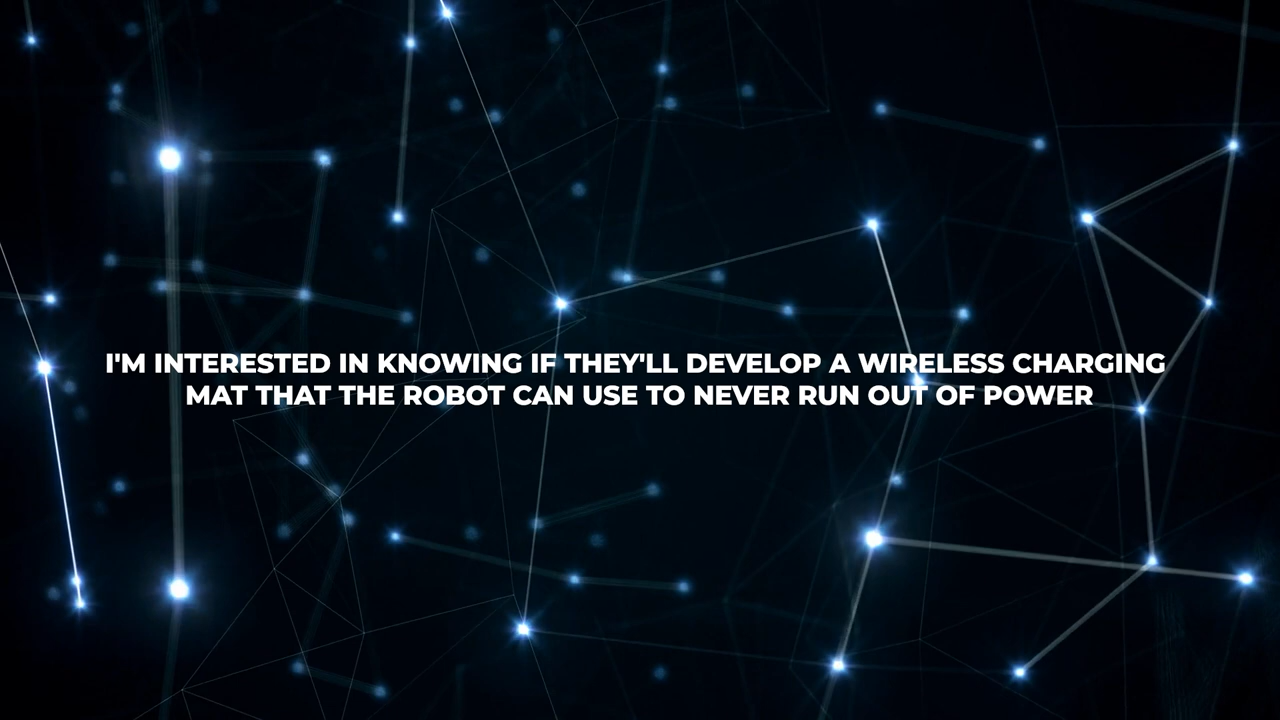 I'M INTERESTED IN KNOWING IF THEY'LL DEVELOP A WIRELESS CHARGING
MAT THAT THE ROBOT CAN USE TO NEVER RUN OUT OF POWER